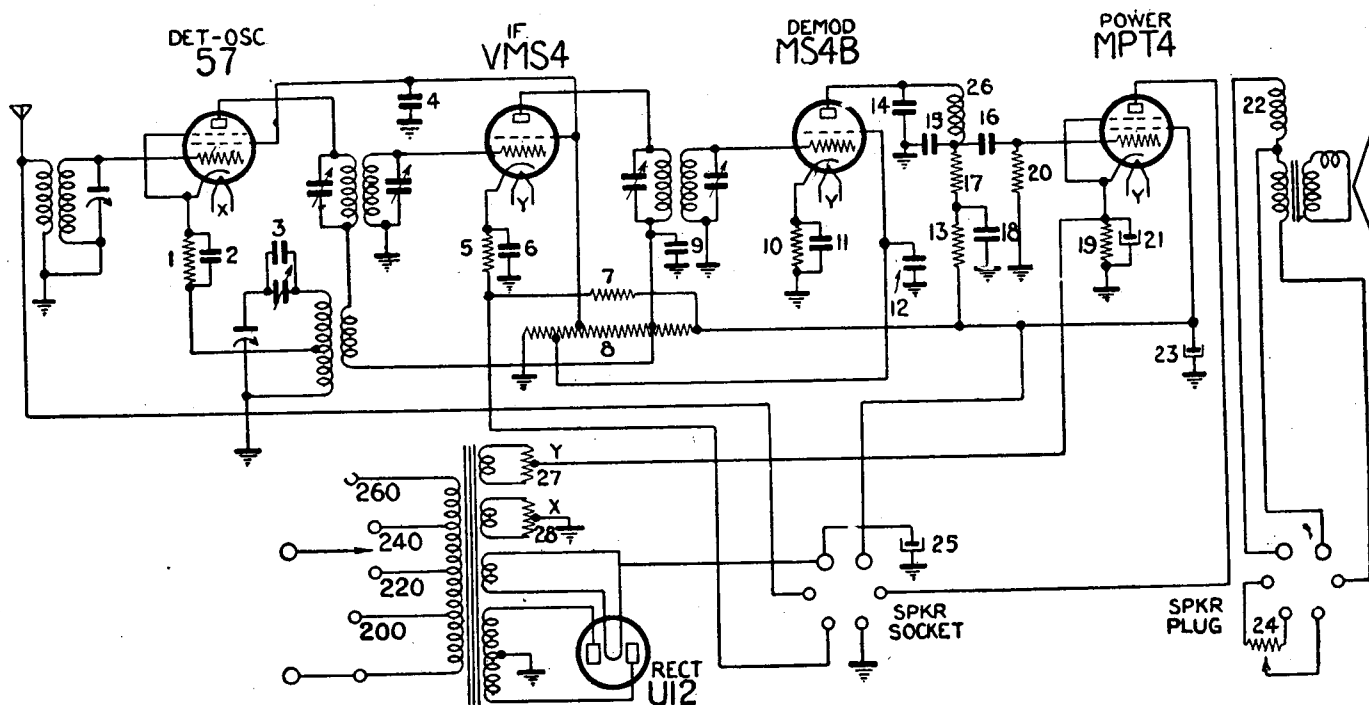 DET-OSC
57
IF
VMS4
DEMOD
MS4B
POWER
MPT4
4
14
15
26
16
22
X
Y
Y
Y
1
2
3
5
6
9
10
11
12
17
13
18
20
19
21
7
8
23
Y
27
X
28
260
240
220
200
25
SPKR
SOCKET
SPKR
PLUG
24
RECT
U12